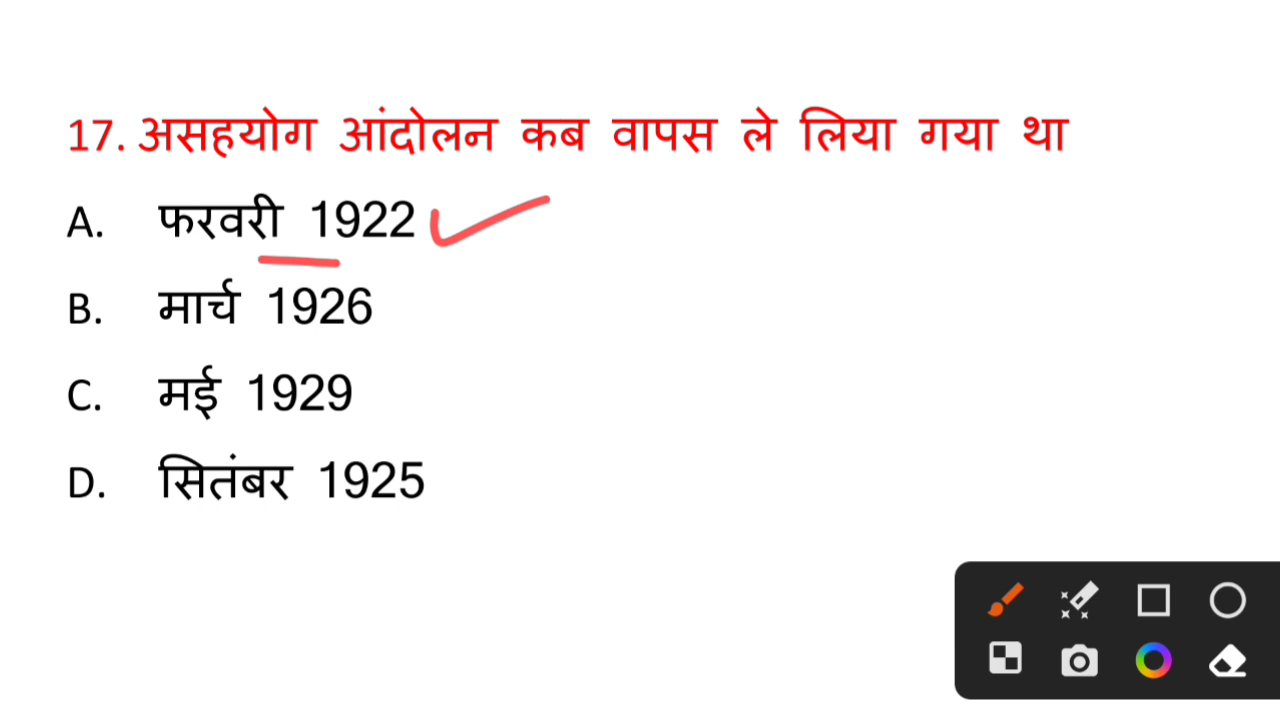 17. असहयोग आंदोलन कब वापस ले लिया गया था
A. फरवरी 1922
B. मार्च 1926
C. मई 1929
D. सितंबर 1925